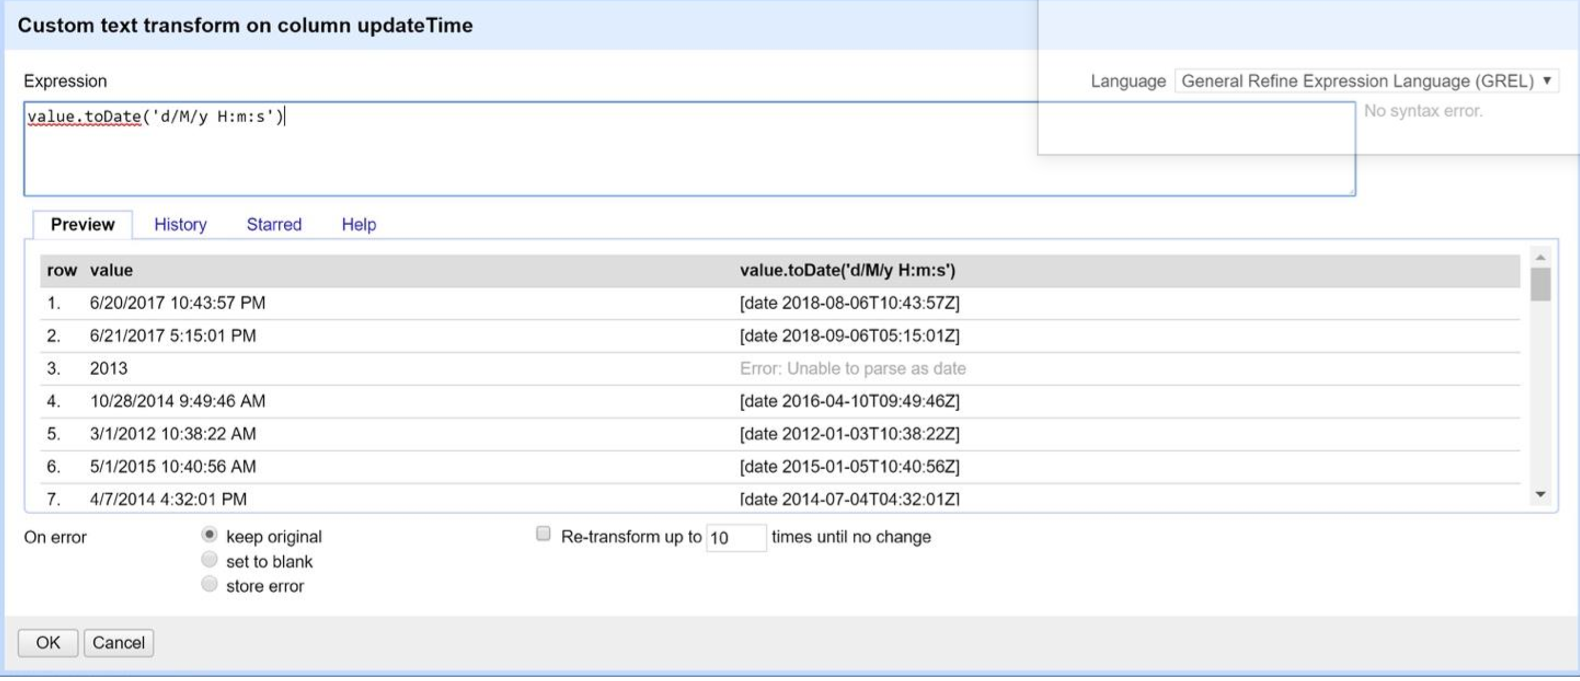 Custom text transform on column updateTime
Expression
Language General Refine Expression Language (GREL) ▼
value.toDate('d/M/y H:m:s')
No syntax error.
Preview History Starred Help
row value value.toDate('d/M/y H:m:s')
1. 6/20/2017 10:43:57 PM [date 2018-08-06T10:43:57Z]
2. 6/21/2017 5:15:01 PM [date 2018-09-06T05:15:01Z]
3. 2013 Error: Unable to parse as date
4. 10/28/2014 9:49:46 AM [date 2016-04-10T09:49:46Z]
5. 3/1/2012 10:38:22 AM [date 2012-01-03T10:38:22Z]
6. 5/1/2015 10:40:56 AM [date 2015-01-05T10:40:56Z]
7. 4/7/2014 4:32:01 PM [date 2014-07-04T04:32:01Z]
On error keep original Re-transform up to 10 times until no change
set to blank
store error
OK Cancel